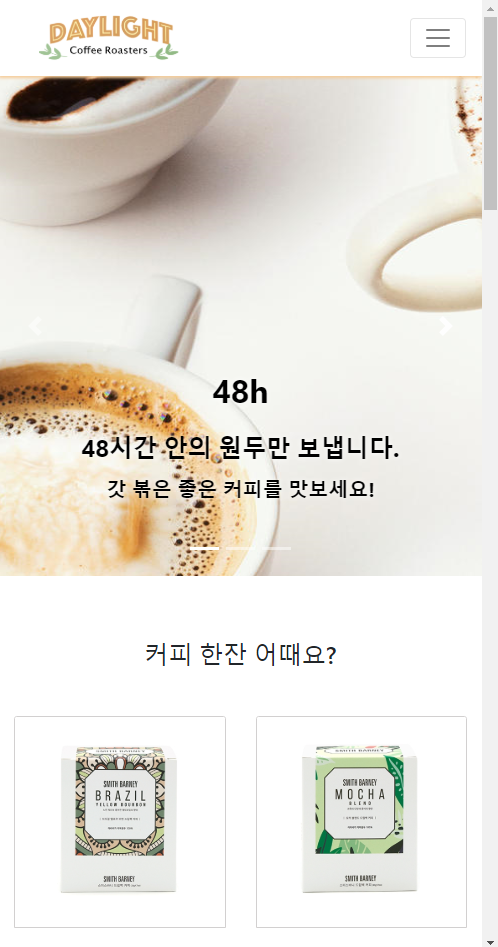 DAYLIGHT
Coffee Roasters
48h
48시간 안의 원두만 보냅니다.
갓 볶은 좋은 커피를 맛보세요!
커피 한잔 어때요?
SMITH BARNEY
BRAZIL
YELLOW BOURBON
SMITH BARNEY
SMITH BARNEY
MOCHA
BLEND
SMITH BARNEY